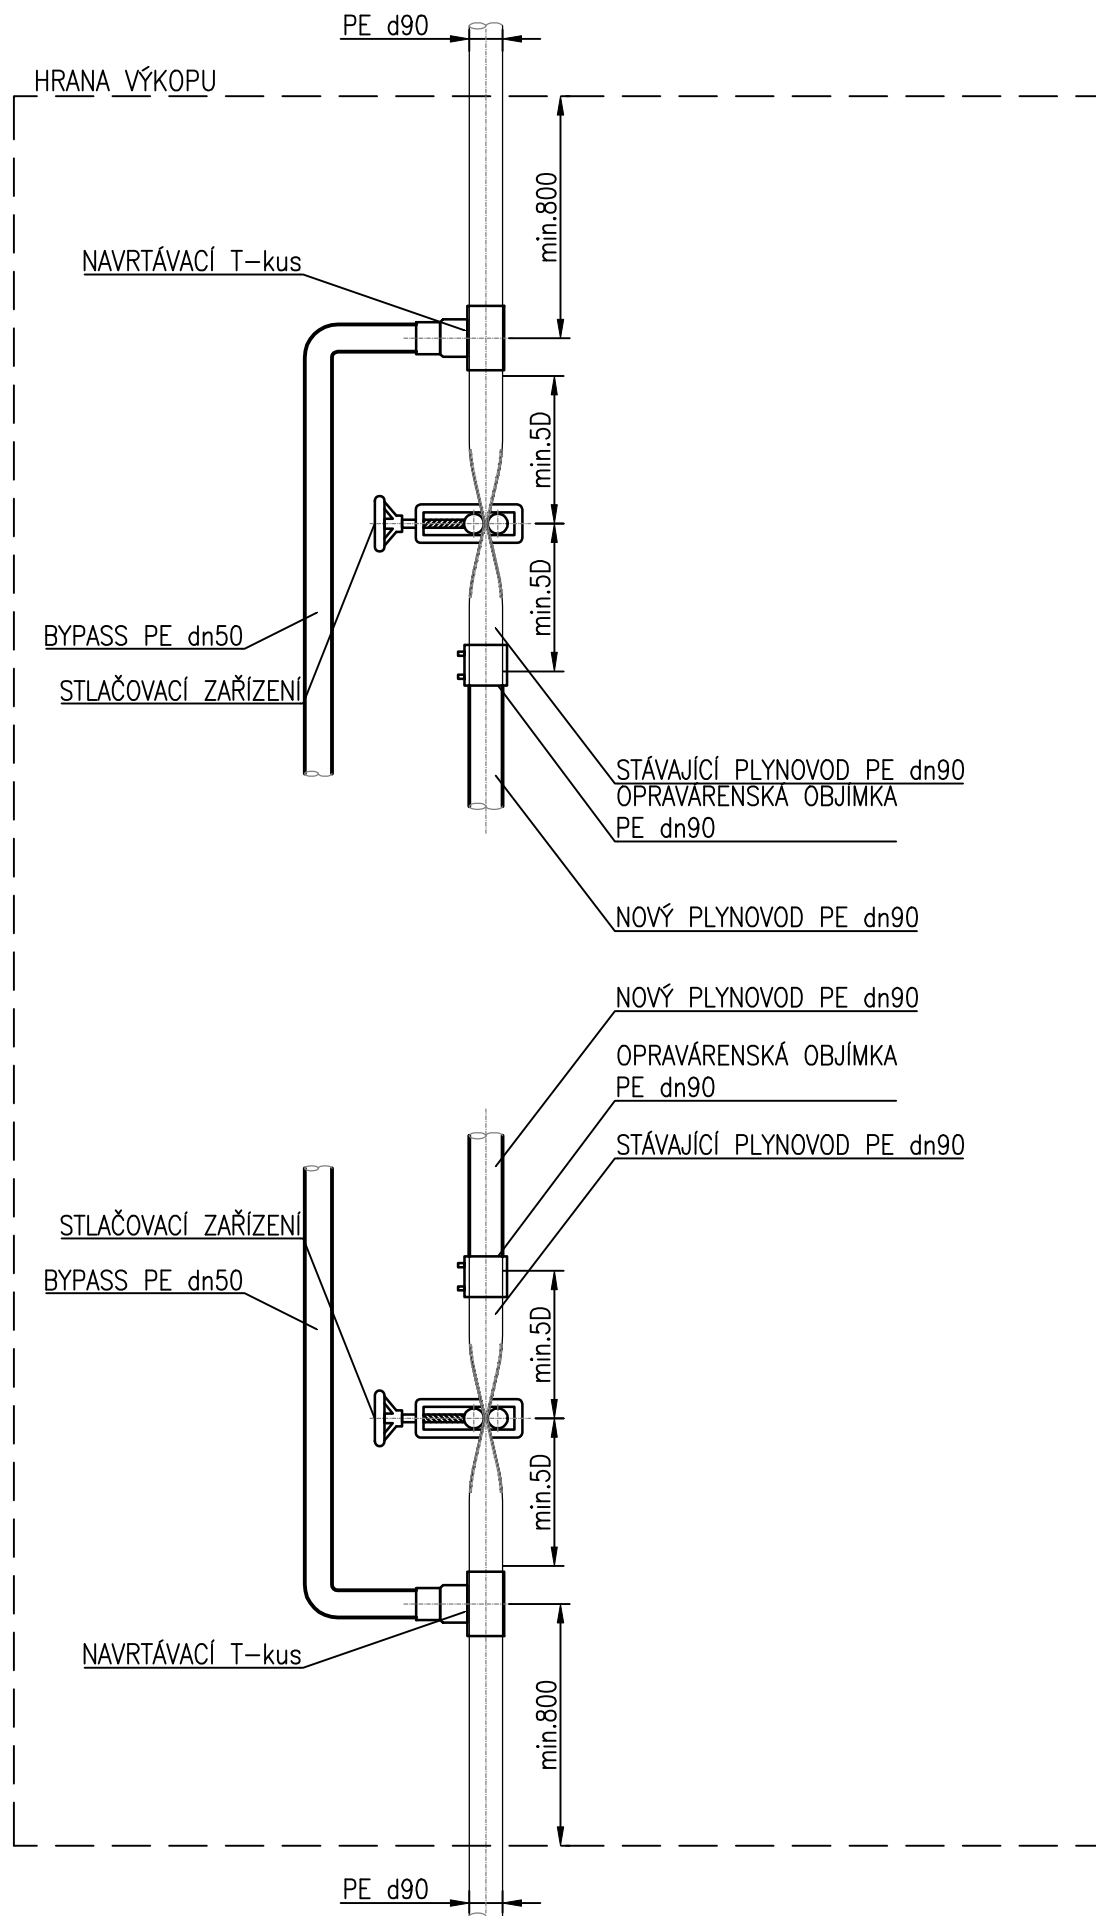 PE d90
HRANA VÝKOPU
min.800
NAVRTÁVACÍ T-kus
min.5D
min.5D
BYPASS PE dn50
STLAČOVACÍ ZAŘÍZENÍ
STÁVAJÍCÍ PLYNOVOD PE dn90
OPRAVÁRENSKÁ OBJÍMKA
PE dn90
NOVÝ PLYNOVOD PE dn90
NOVÝ PLYNOVOD PE dn90
OPRAVÁRENSKÁ OBJÍMKA
PE dn90
STÁVAJÍCÍ PLYNOVOD PE dn90
STLAČOVACÍ ZAŘÍZENÍ
BYPASS PE dn50
min.5D
min.5D
NAVRTÁVACÍ T-kus
min.800
PE d90